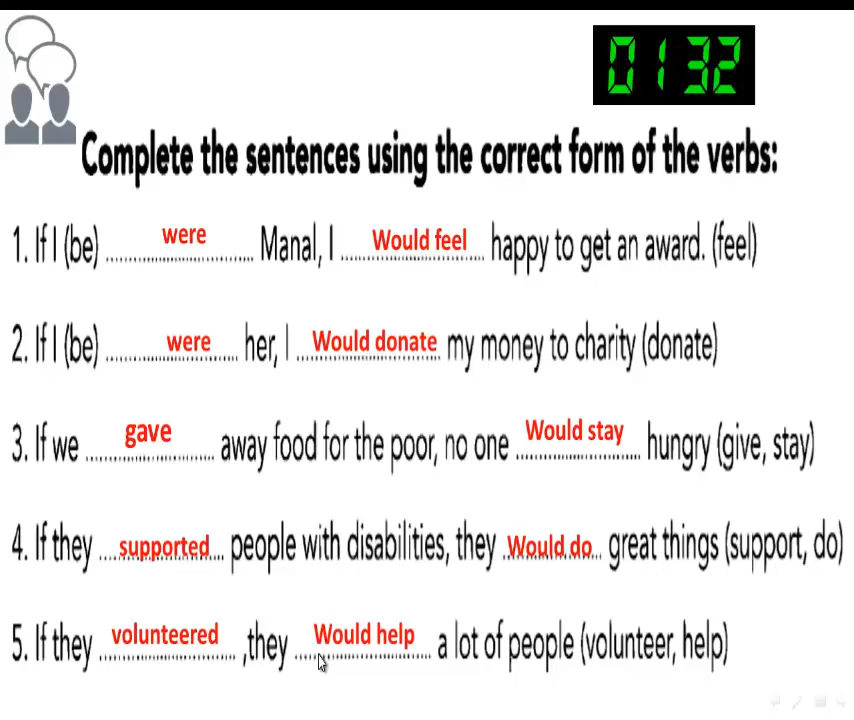 0132
Complete the sentences using the correct form of the verbs:
1. If I (be) .................................. were Manal, I .................................. Would feel happy to get an award. (feel)
2. If I (be) .................................. were her, I .................................. Would donate my money to charity (donate)
3. If we .................................. gave away food for the poor, no one .................................. Would stay hungry (give, stay)
4. If they ....supported.... people with disabilities, they ...Would do... great things (support, do)
5. If they .................................. volunteered ,they .................................. Would help a lot of people (volunteer, help)